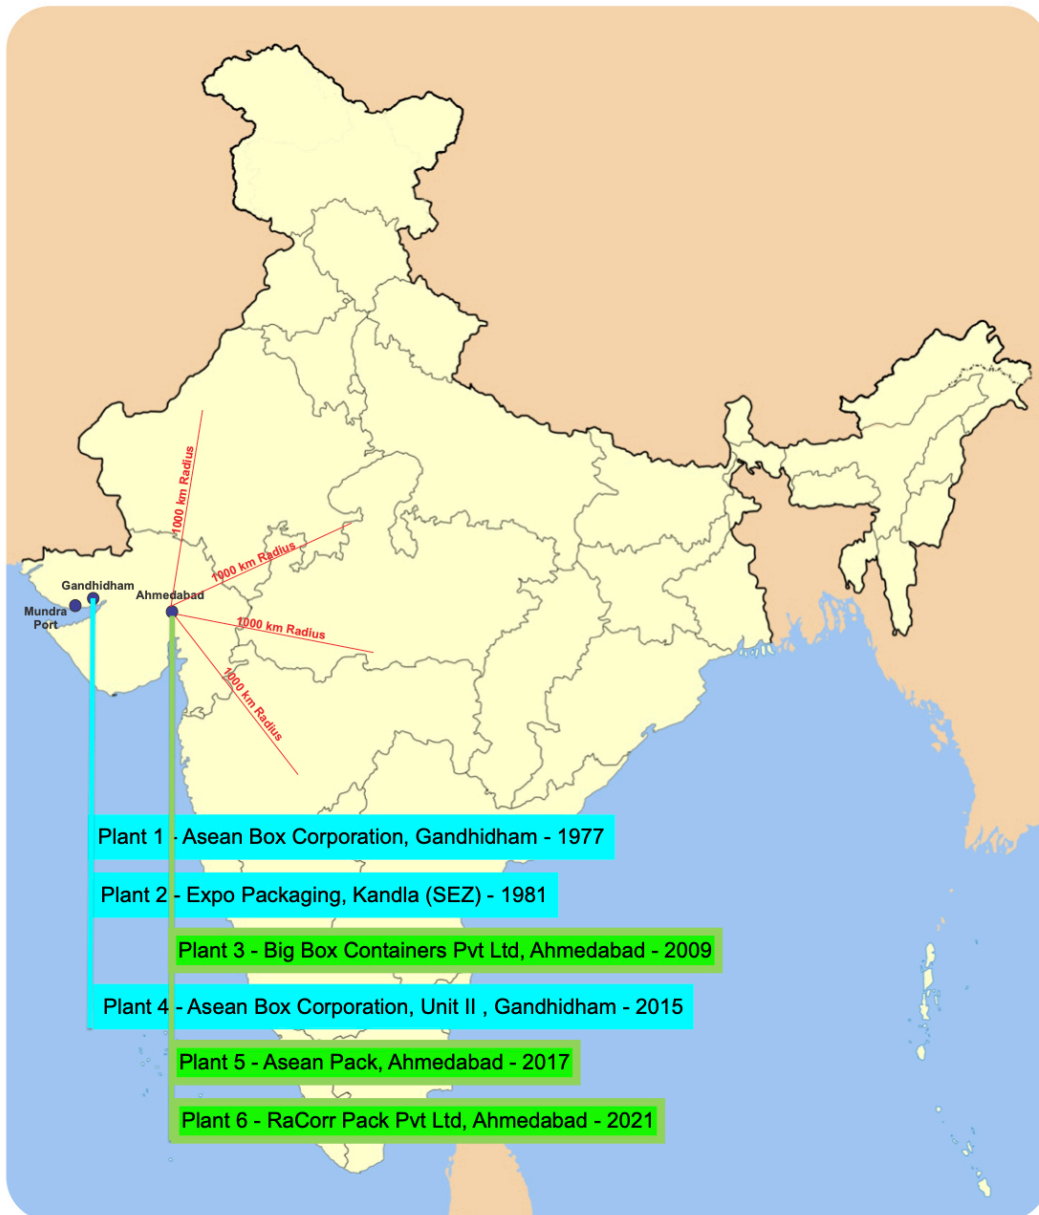 1000 km Radius
1000 km Radius
Gandhidham
Ahmedabad
Mundra
Port
1000 km Radius
1000 km Radius
Plant 1 - Asean Box Corporation, Gandhidham - 1977
Plant 2 - Expo Packaging, Kandla (SEZ) - 1981
Plant 3 - Big Box Containers Pvt Ltd, Ahmedabad - 2009
Plant 4 - Asean Box Corporation, Unit II , Gandhidham - 2015
Plant 5 - Asean Pack, Ahmedabad - 2017
Plant 6 - RaCorr Pack Pvt Ltd, Ahmedabad - 2021